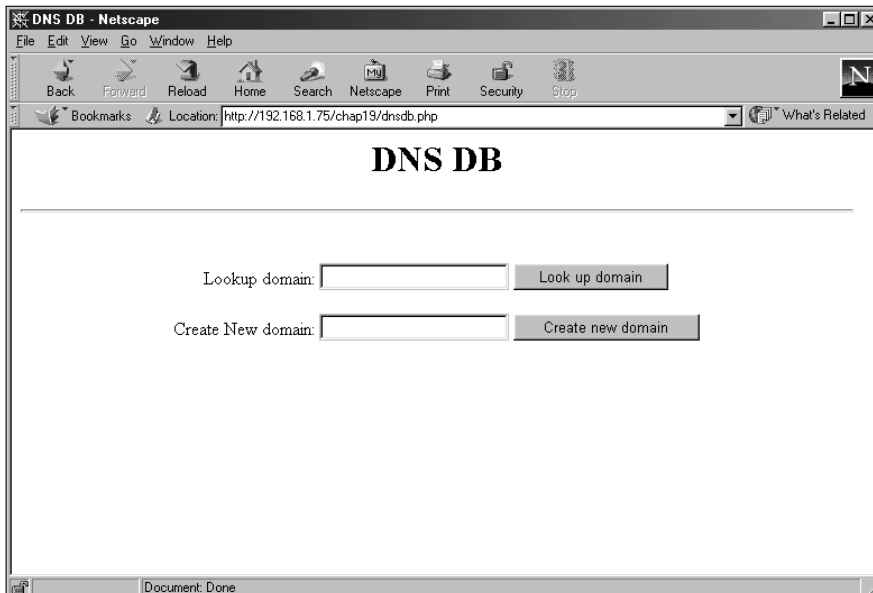 DNS DB - Netscape
File Edit View Go Window Help
Back Forward Reload Home Search My Netscape Print Security Stop N
Bookmarks Location: http://192.168.1.75/chap19/dnsdb.php What's Related
DNS DB
Lookup domain: Look up domain
Create New domain: Create new domain
Document: Done